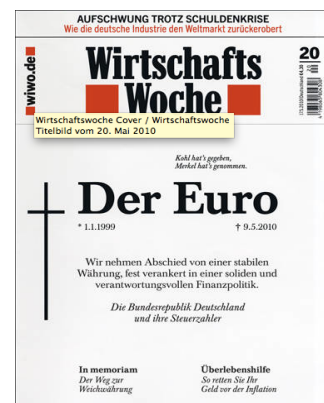 AUFSCHWUNG TROTZ SCHULDENKRISE
Wie die deutsche Industrie den Weltmarkt zurückerobert
wiwo.de
Wirtschafts
Woche
20
Wirtschaftswoche Cover / Wirtschaftswoche
Titelbild vom 20. Mai 2010
Kohl hat's gegeben,
Merkel hat's genommen.
Der Euro
* 1.1.1999
† 9.5.2010
Wir nehmen Abschied von einer stabilen
Währung, fest verankert in einer soliden und
verantwortungsvollen Finanzpolitik.
Die Bundesrepublik Deutschland
und ihre Steuerzahler
In memoriam
Der Weg zur
Weichwährung
Überlebenshilfe
So retten Sie Ihr
Geld vor der Inflation